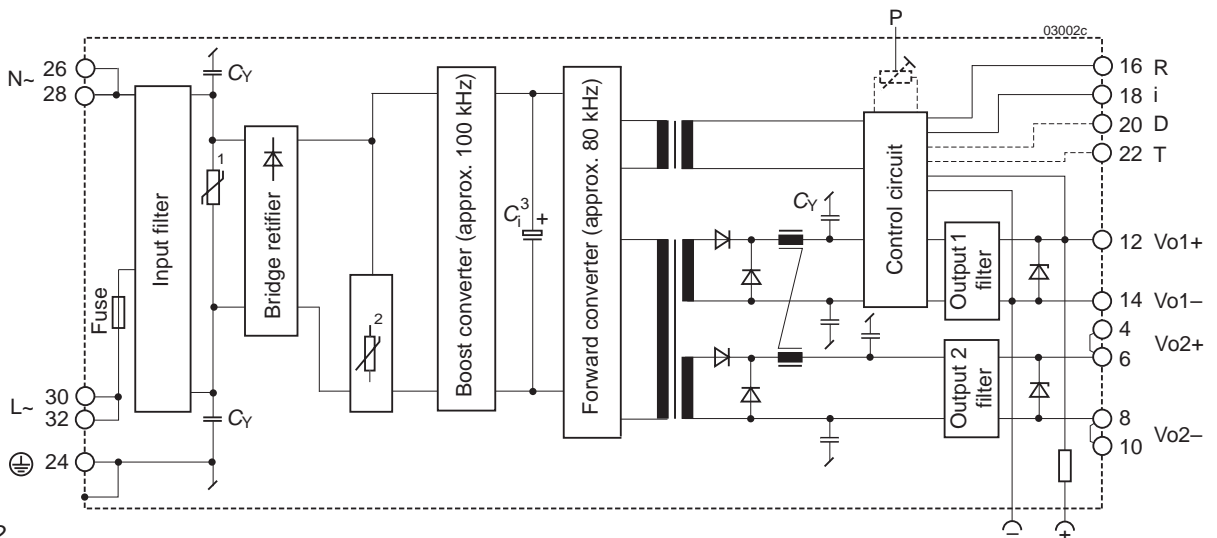 P
03002c
N~
26
28
CY
Input filter
1
Bridge retifier
2
Fuse
L~
30
32
CY
24
Boost converter (approx. 100 kHz)
Ci3
+
Forward converter (approx. 80 kHz)
CY
Control circuit
Output 1
filter
Output 2
filter
16 R
18 i
20 D
22 T
12 Vo1+
14 Vo1–
4
Vo2+
6
8
Vo2–
10
–
+
2